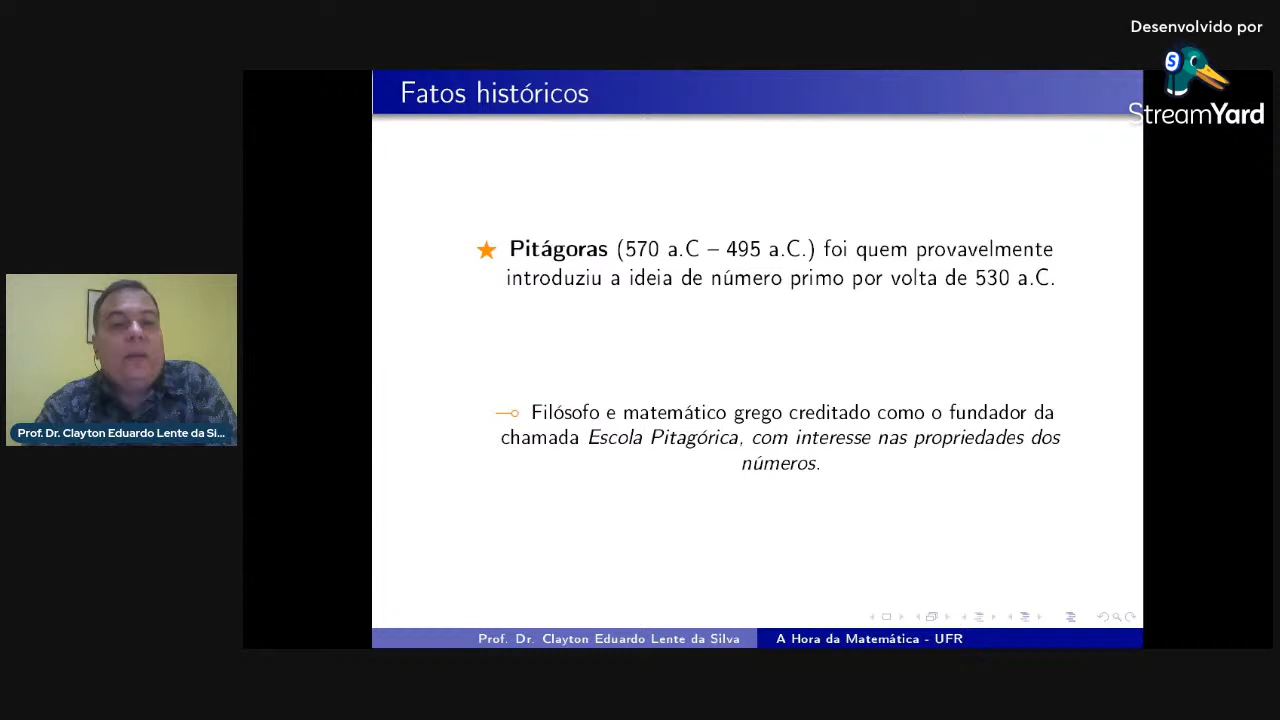 Desenvolvido por
StreamYard
Fatos históricos
Pitágoras (570 a.C – 495 a.C.) foi quem provavelmente
introduziu a ideia de número primo por volta de 530 a.C.
Filósofo e matemático grego creditado como o fundador da
chamada Escola Pitagórica, com interesse nas propriedades dos
números.
Prof. Dr. Clayton Eduardo Lente da Si...
Prof. Dr. Clayton Eduardo Lente da Silva
A Hora da Matemática - UFR